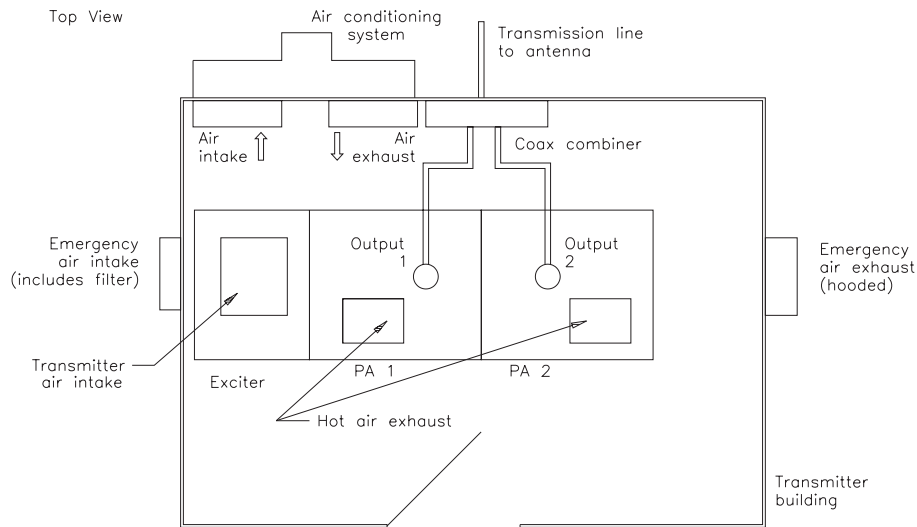 Top View
Air conditioning
system
Transmission line
to antenna
Air
intake
Air
exhaust
Coax combiner
Emergency
air intake
(includes filter)
Output
1
Output
2
Emergency
air exhaust
(hooded)
Transmitter
air intake
Exciter
PA 1
PA 2
Hot air exhaust
Transmitter
building